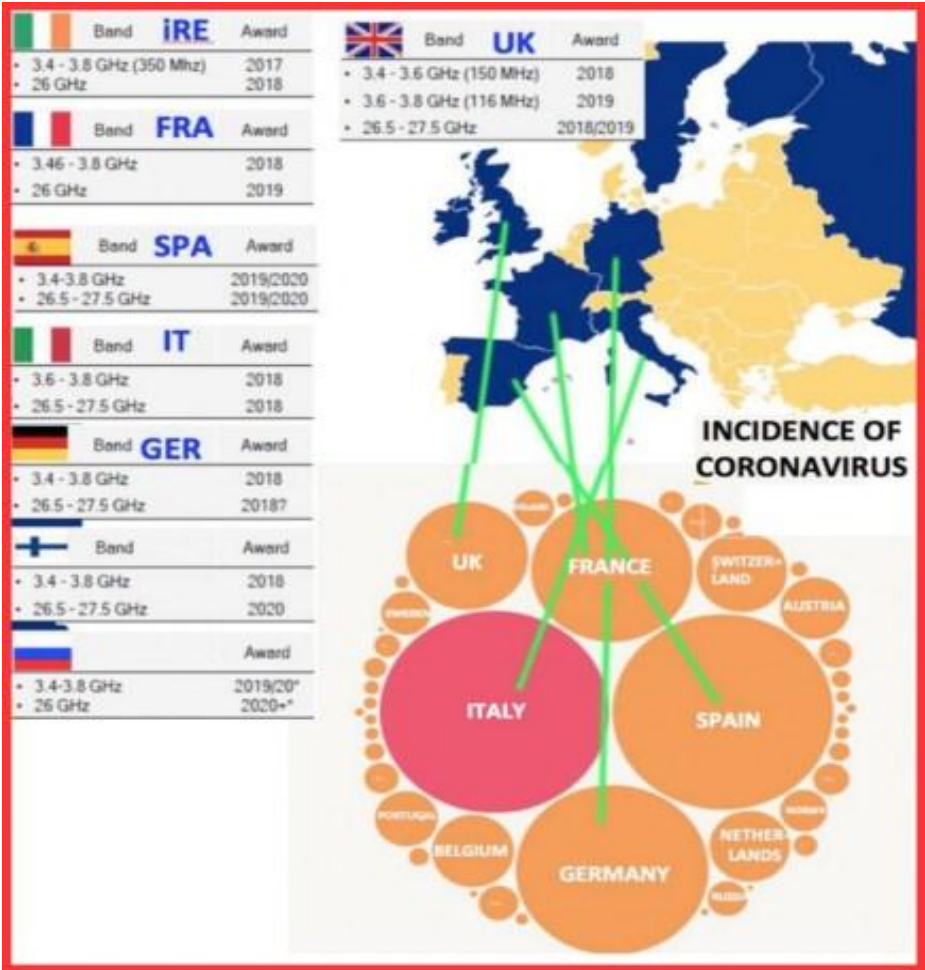 Band iRE Award
• 3.4 - 3.8 GHz (350 Mhz) 2017
• 26 GHz 2018
Band FRA Award
• 3.46 - 3.8 GHz 2018
• 26 GHz 2019
Band SPA Award
• 3.4-3.8 GHz 2019/2020
• 26.5 - 27.5 GHz 2019/2020
Band IT Award
• 3.6 - 3.8 GHz 2018
• 26.5 - 27.5 GHz 2018
Band GER Award
• 3.4 - 3.8 GHz 2018
• 26.5 - 27.5 GHz 2018?
Band Award
• 3.4 - 3.8 GHz 2018
• 26.5 - 27.5 GHz 2020
Award
• 3.4-3.8 GHz 2019/20*
• 26 GHz 2020+*
Band UK Award
• 3.4 - 3.6 GHz (150 MHz) 2018
• 3.6 - 3.8 GHz (116 MHz) 2019
• 26.5 - 27.5 GHz 2018/2019
INCIDENCE OF
CORONAVIRUS
UK
FRANCE
SWITZER-
LAND
SWEDEN
AUSTRIA
ITALY
SPAIN
PORTUGAL
NORWAY
BELGIUM
NETHER-
LANDS
GERMANY
RUSSIA